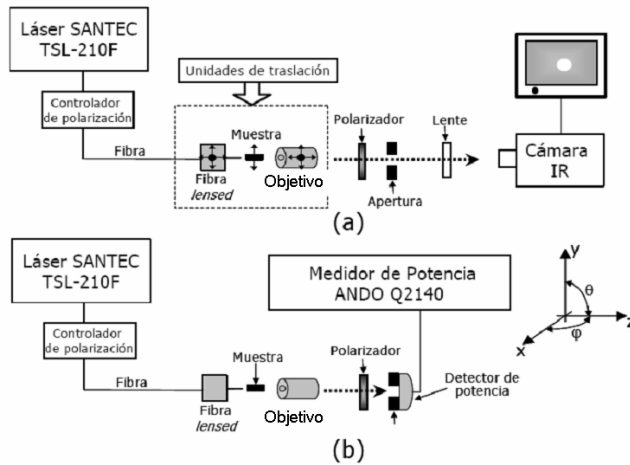 Láser SANTEC
TSL-210F
Controlador
de polarización
Fibra
Unidades de traslación
Muestra
Fibra
lensed
Objetivo
Polarizador
Apertura
Lente
Cámara
IR
(a)
Láser SANTEC
TSL-210F
Controlador
de polarización
Fibra
Muestra
Fibra
lensed
Objetivo
Medidor de Potencia
ANDO Q2140
Polarizador
Detector de
potencia
y
θ
z
x
φ
(b)